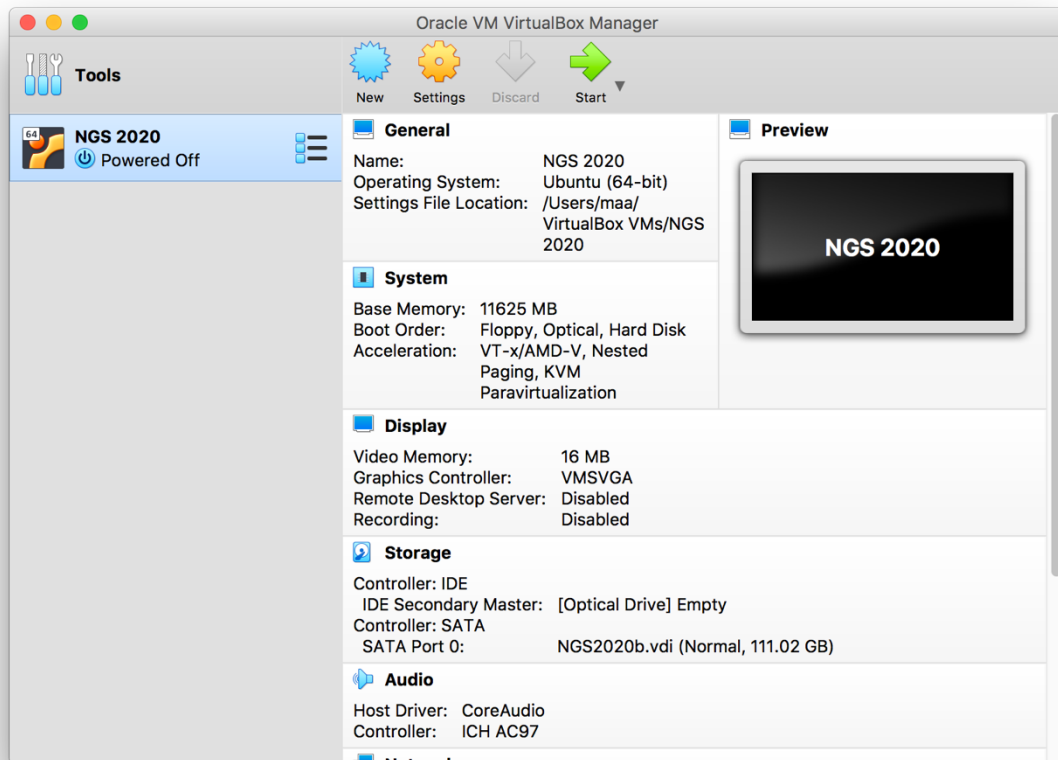 Oracle VM VirtualBox Manager
Tools
New
Settings
Discard
Start
64
NGS 2020
Powered Off
General
Name: NGS 2020
Operating System: Ubuntu (64-bit)
Settings File Location: /Users/maa/
VirtualBox VMs/NGS
2020
Preview
NGS 2020
System
Base Memory: 11625 MB
Boot Order: Floppy, Optical, Hard Disk
Acceleration: VT-x/AMD-V, Nested
Paging, KVM
Paravirtualization
Display
Video Memory: 16 MB
Graphics Controller: VMSVGA
Remote Desktop Server: Disabled
Recording: Disabled
Storage
Controller: IDE
IDE Secondary Master: [Optical Drive] Empty
Controller: SATA
SATA Port 0: NGS2020b.vdi (Normal, 111.02 GB)
Audio
Host Driver: CoreAudio
Controller: ICH AC97